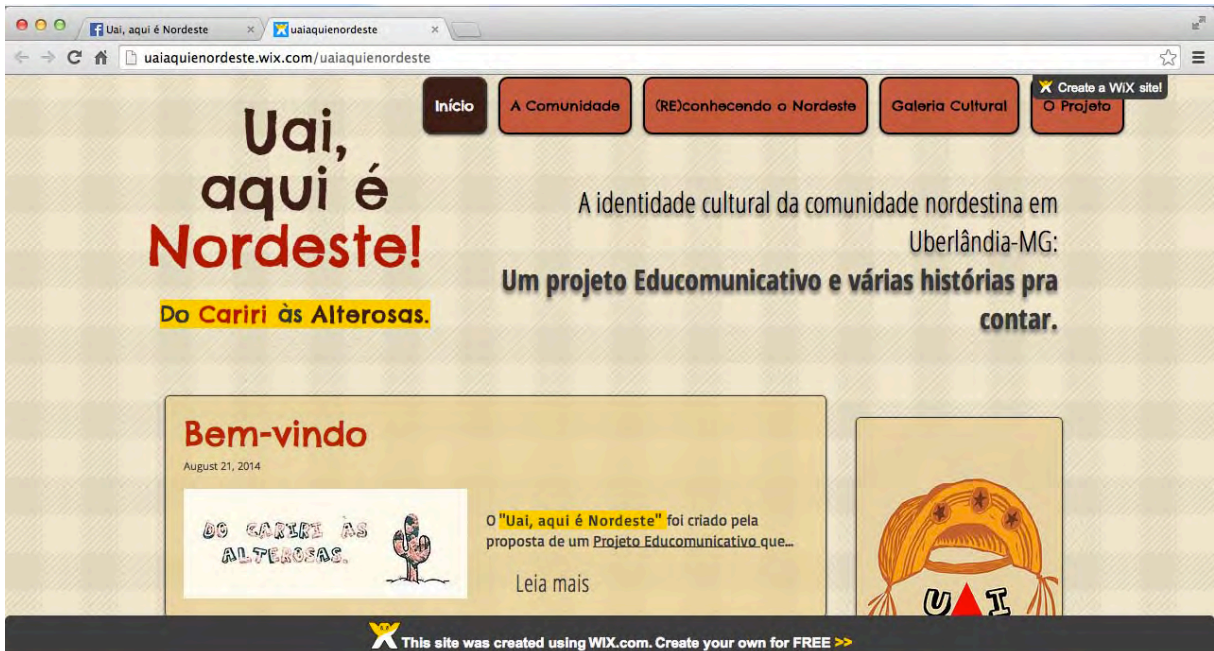 Uai, aqui é Nordeste
uaiaquienordeste
uaiaquienordeste.wix.com/uaiaquienordeste
Início
A Comunidade
(RE)conhecendo o Nordeste
Galeria Cultural
O Projeto
Create a WiX site!
Uai,
aqui é
Nordeste!
Do Cariri às Alterosas.
A identidade cultural da comunidade nordestina em
Uberlândia-MG:
Um projeto Educomunicativo e várias histórias pra
contar.
Bem-vindo
August 21, 2014
DO CARIRI ÀS
ALTEROSAS.
O "Uai, aqui é Nordeste" foi criado pela
proposta de um Projeto Educomunicativo que...
Leia mais
UAI
This site was created using WIX.com. Create your own for FREE >>